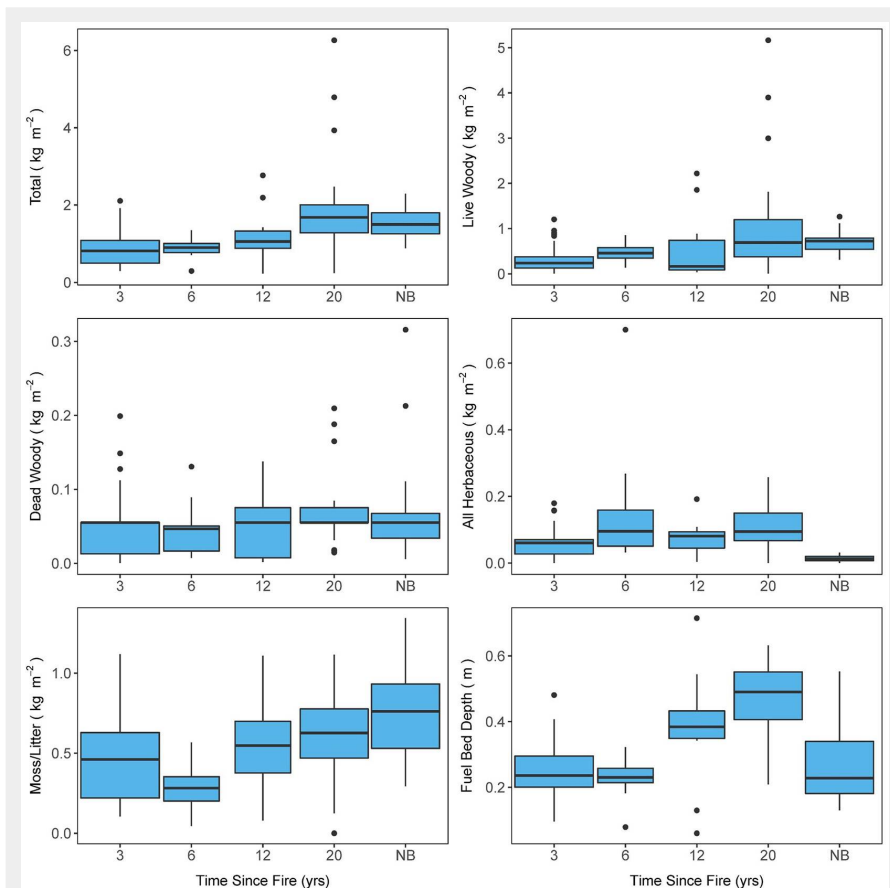 Total ( kg m−2 )
6
4
2
0
3 6 12 20 NB
Live Woody ( kg m−2 )
5
4
3
2
1
0
3 6 12 20 NB
Dead Woody ( kg m−2 )
0.3
0.2
0.1
0.0
3 6 12 20 NB
All Herbaceous ( kg m−2 )
0.6
0.4
0.2
0.0
3 6 12 20 NB
Moss/Litter ( kg m−2 )
1.0
0.5
0.0
3 6 12 20 NB
Time Since Fire (yrs)
Fuel Bed Depth ( m )
0.6
0.4
0.2
3 6 12 20 NB
Time Since Fire (yrs)